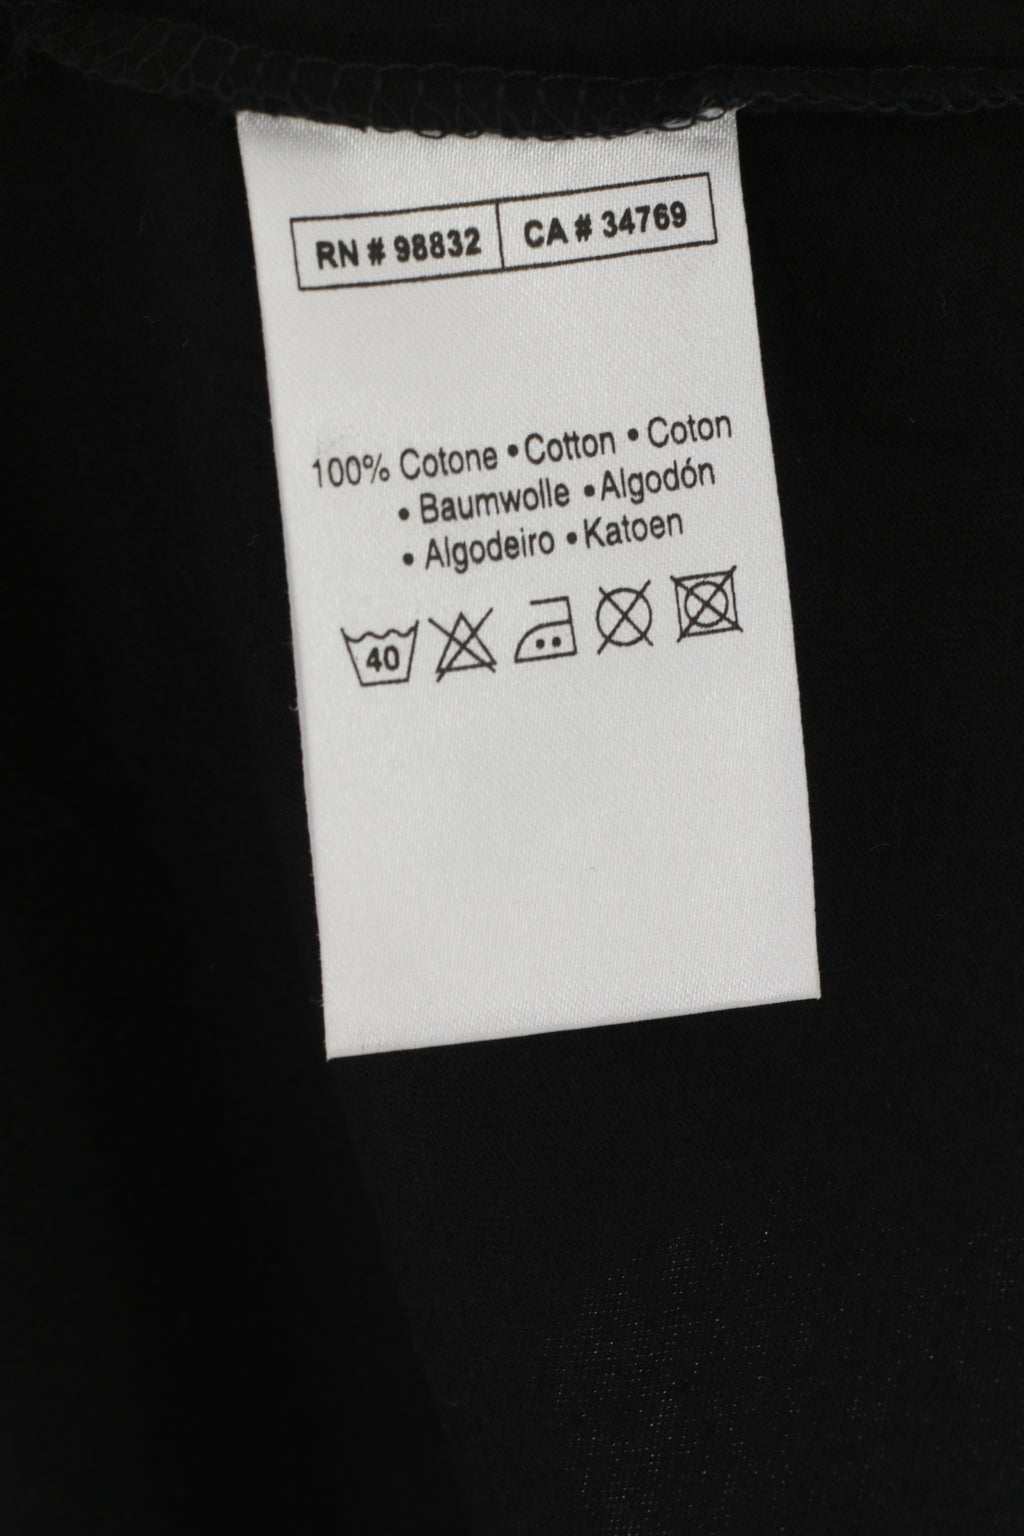 RN # 98832 CA # 34769
100% Cotone • Cotton • Coton
• Baumwolle • Algodón
• Algodeiro • Katoen
40